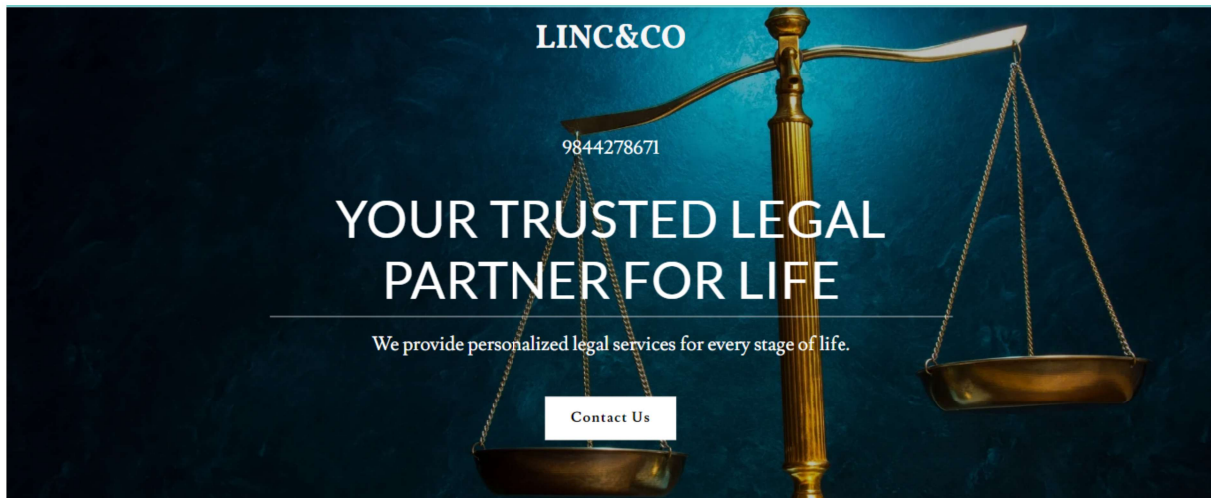 LINC&CO
9844278671
YOUR TRUSTED LEGAL
PARTNER FOR LIFE
We provide personalized legal services for every stage of life.
Contact Us